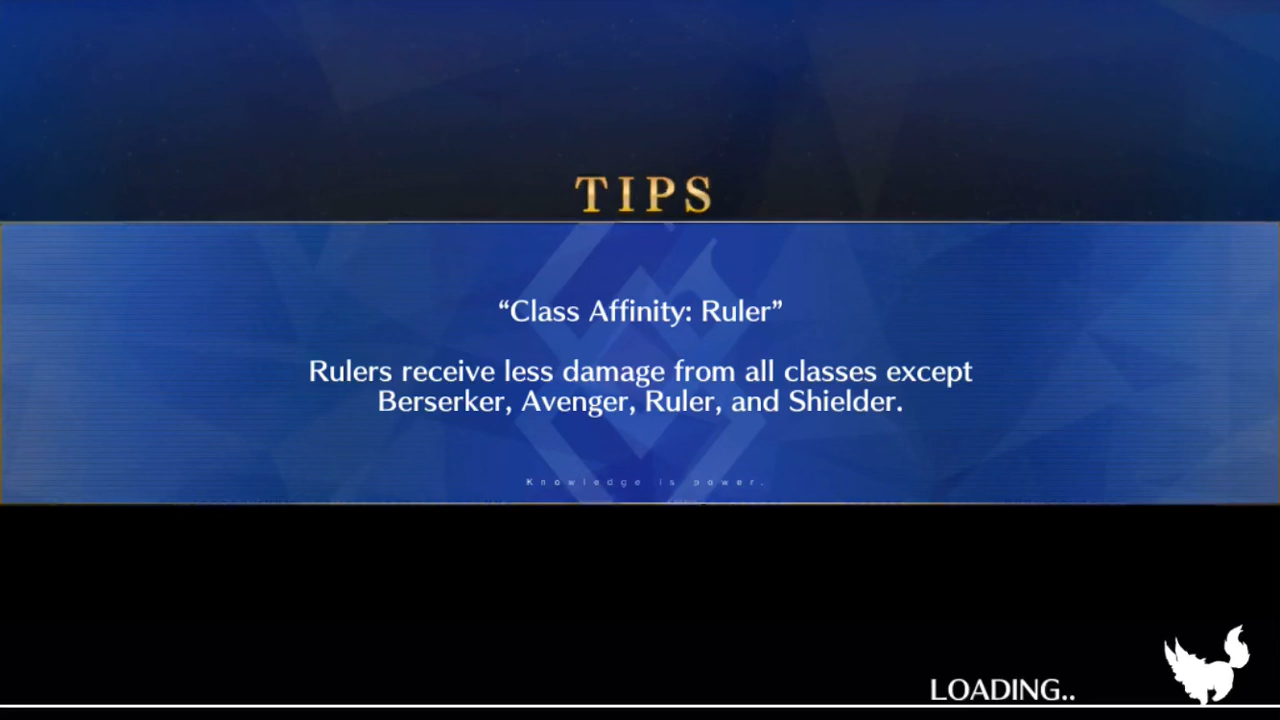 TIPS
“Class Affinity: Ruler”
Rulers receive less damage from all classes except
Berserker, Avenger, Ruler, and Shielder.
Knowledge is power.
LOADING..